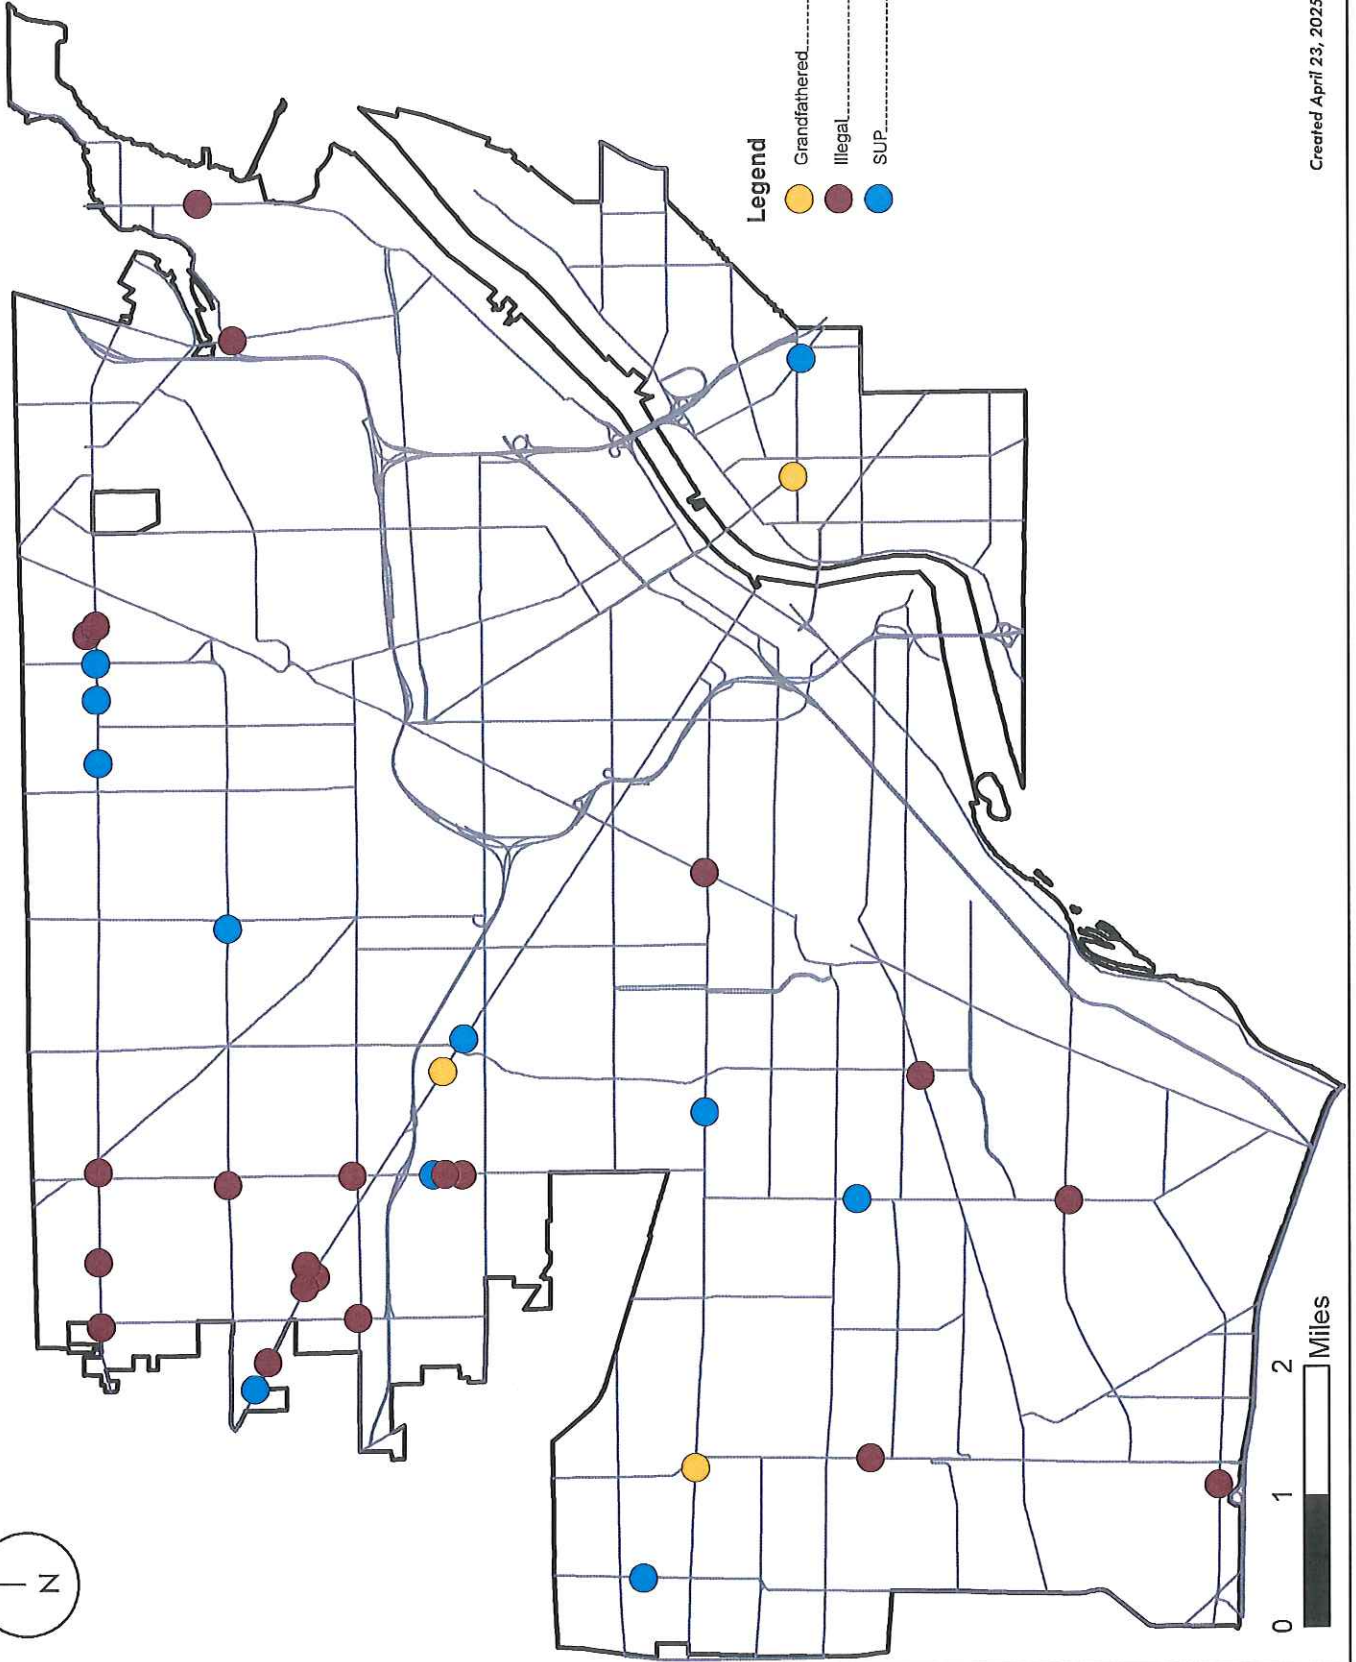 N
Legend
Grandfathered
Illegal
SUP
0 1 2
Miles
Created April 23, 2025